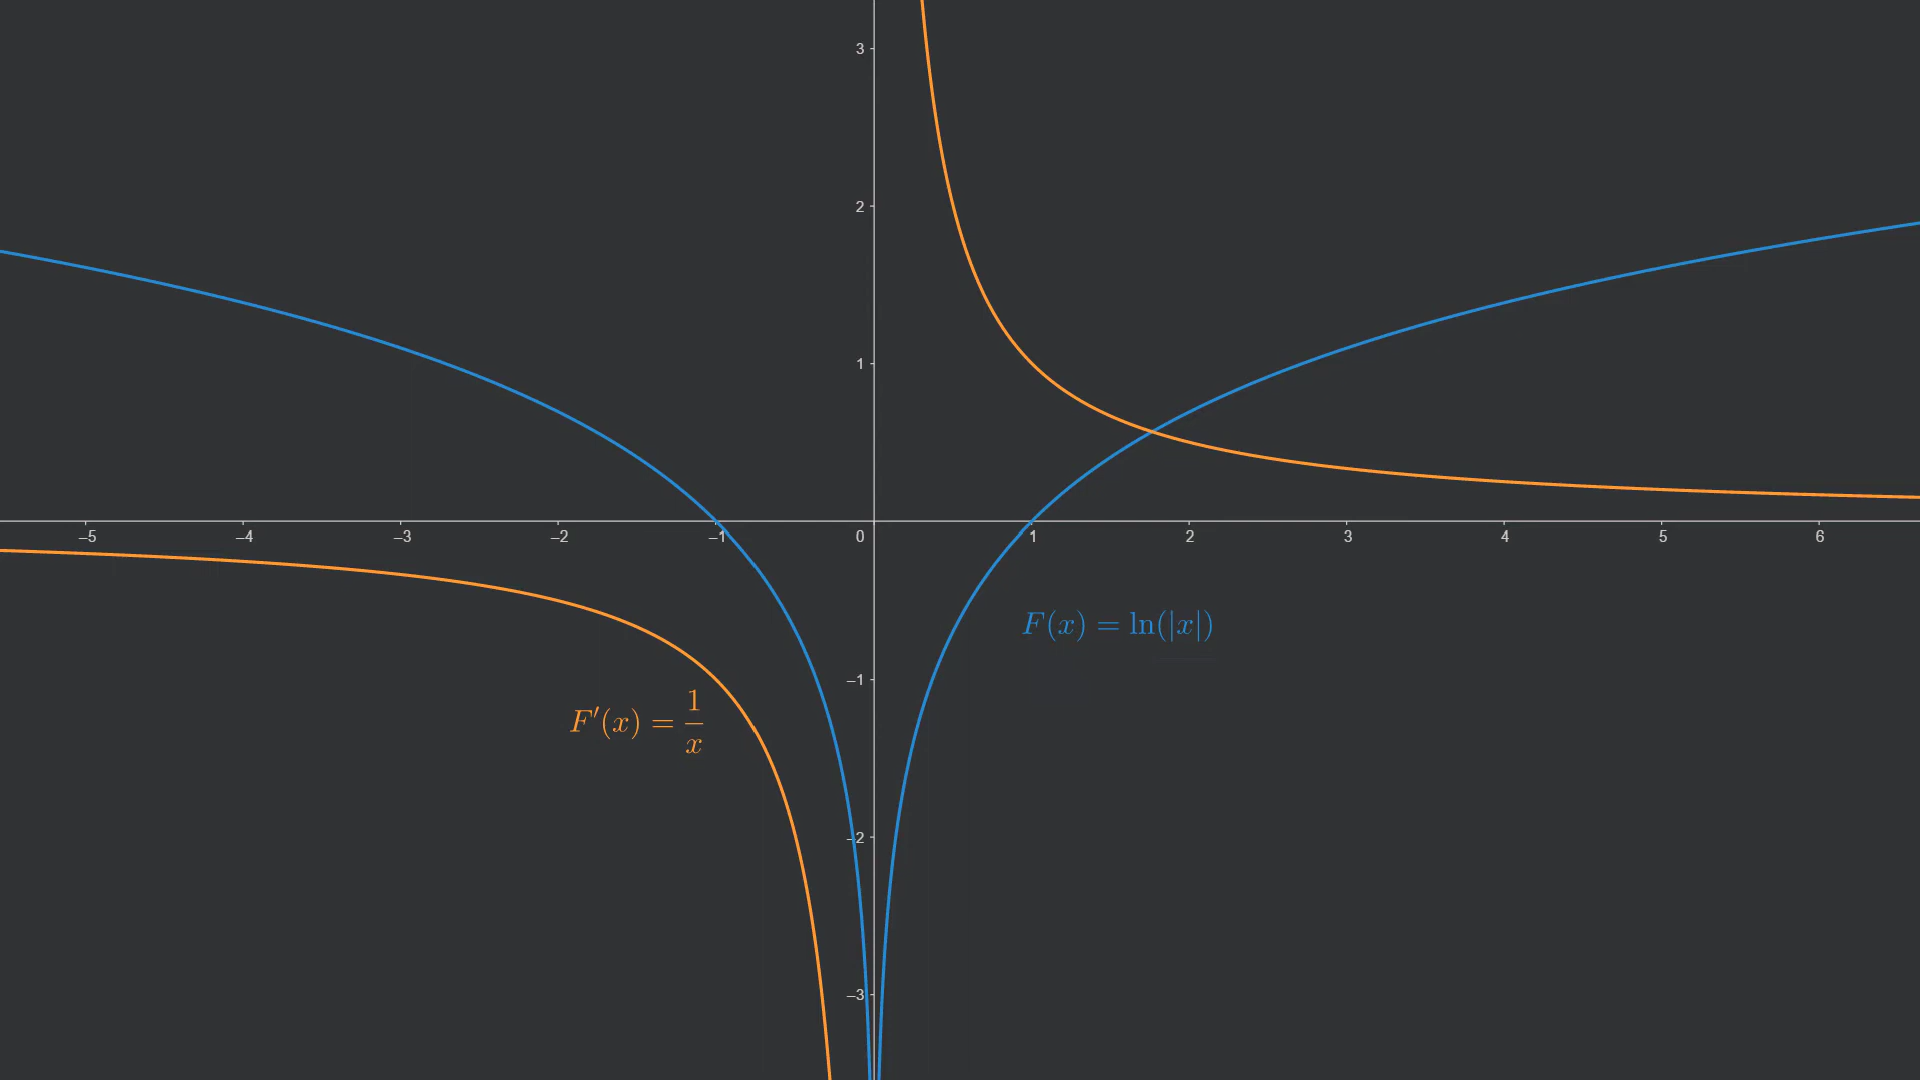 3
2
1
–5 –4 –3 –2 –1 0 1 2 3 4 5 6
F(x) = ln(|x|)
–1
F′(x) = 1/x
–2
–3